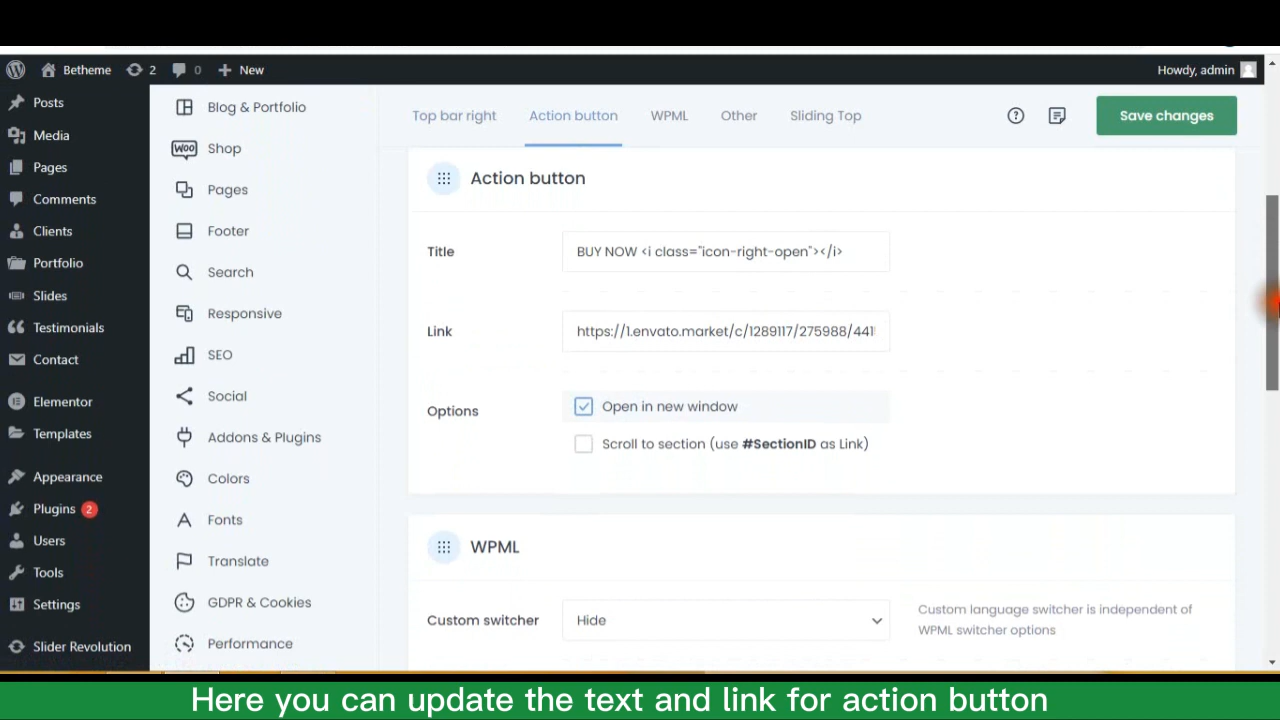 Betheme 2 0 New Howdy, admin
Posts
Media
Pages
Comments
Clients
Portfolio
Slides
Testimonials
Contact
Elementor
Templates
Appearance
Plugins 2
Users
Tools
Settings
Slider Revolution
Blog & Portfolio
Woo Shop
Pages
Footer
Search
Responsive
SEO
Social
Addons & Plugins
Colors
Fonts
Translate
GDPR & Cookies
Performance
Top bar right Action button WPML Other Sliding Top Save changes
Action button
Title BUY NOW <i class="icon-right-open"></i>
Link https://1.envato.market/c/1289117/275988/441
Options Open in new window
Scroll to section (use #SectionID as Link)
WPML
Custom switcher Hide
Custom language switcher is independent of
WPML switcher options
Here you can update the text and link for action button